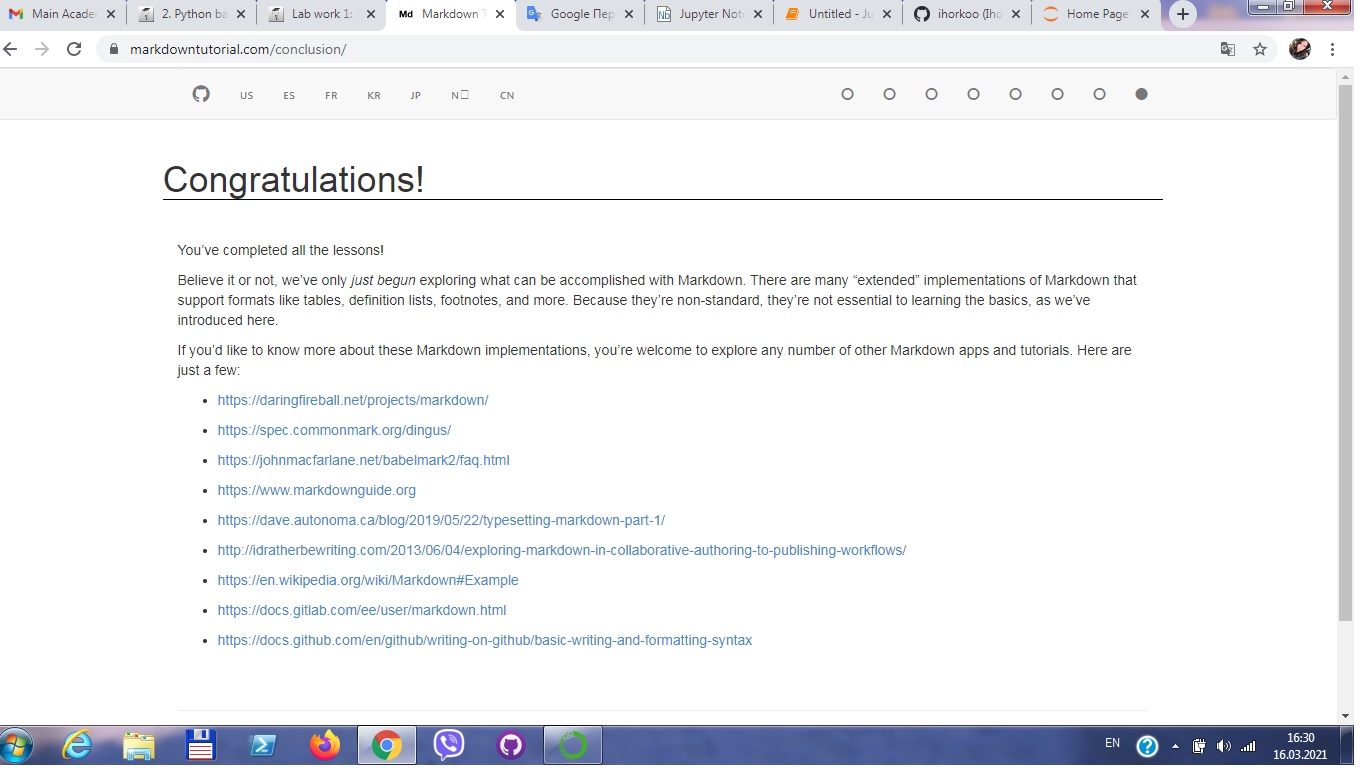 Main Acade
2. Python ba
Lab work 1:
Md Markdown T
Google Пер
Nb Jupyter Not
Untitled - Ju
ihorkoo (Iho
Home Page
markdowntutorial.com/conclusion/
US ES FR KR JP N CN
Congratulations!
You’ve completed all the lessons!
Believe it or not, we’ve only just begun exploring what can be accomplished with Markdown. There are many “extended” implementations of Markdown that
support formats like tables, definition lists, footnotes, and more. Because they’re non-standard, they’re not essential to learning the basics, as we’ve
introduced here.
If you’d like to know more about these Markdown implementations, you’re welcome to explore any number of other Markdown apps and tutorials. Here are
just a few:
https://daringfireball.net/projects/markdown/
https://spec.commonmark.org/dingus/
https://johnmacfarlane.net/babelmark2/faq.html
https://www.markdownguide.org
https://dave.autonoma.ca/blog/2019/05/22/typesetting-markdown-part-1/
http://idratherbewriting.com/2013/06/04/exploring-markdown-in-collaborative-authoring-to-publishing-workflows/
https://en.wikipedia.org/wiki/Markdown#Example
https://docs.gitlab.com/ee/user/markdown.html
https://docs.github.com/en/github/writing-on-github/basic-writing-and-formatting-syntax
EN
16:30
16.03.2021